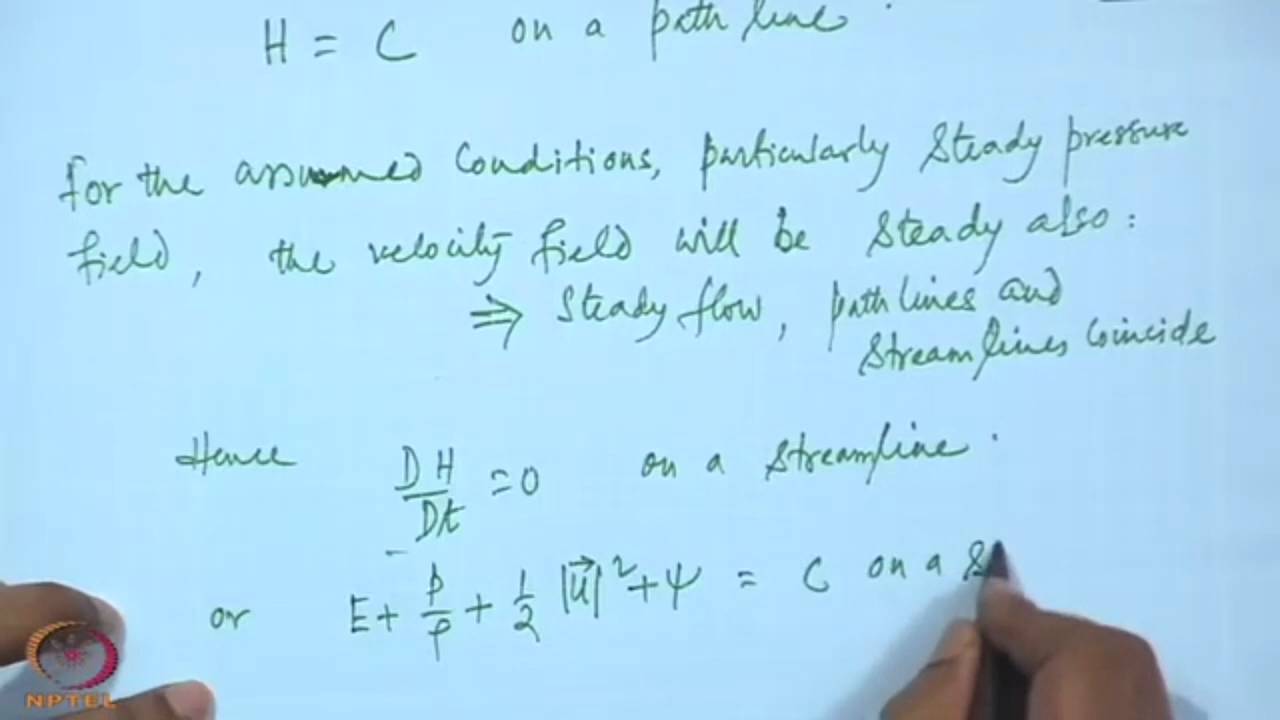 H = C on a path line.
for the assumed Conditions, particularly Steady pressure
field, the velocity field will be Steady also:
⇒ Steady flow, path lines and
Streamlines Coincide
Hence DH/Dt = 0 on a Streamline.
or E + p/ρ + 1/2 |u⃗|² + ψ = C on a S
NPTEL